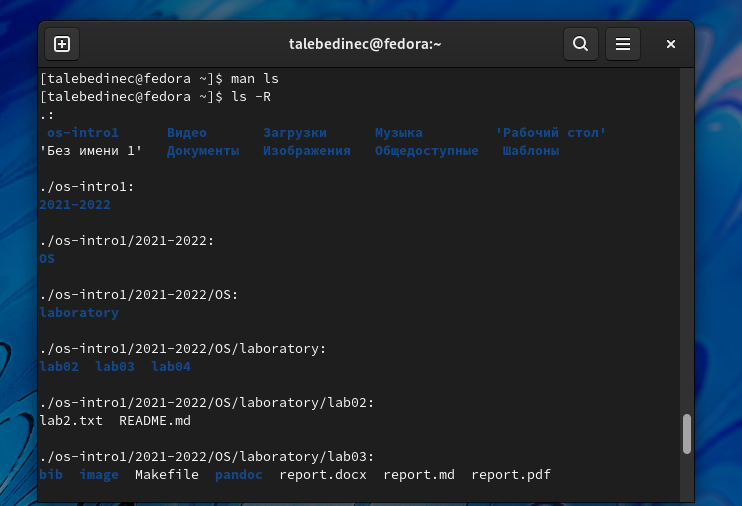 talebedinec@fedora:~
[talebedinec@fedora ~]$ man ls
[talebedinec@fedora ~]$ ls -R
.:
 os-intro1      Видео       Загрузки      Музыка         'Рабочий стол'
'Без имени 1'   Документы   Изображения   Общедоступные   Шаблоны

./os-intro1:
2021-2022

./os-intro1/2021-2022:
OS

./os-intro1/2021-2022/OS:
laboratory

./os-intro1/2021-2022/OS/laboratory:
lab02  lab03  lab04

./os-intro1/2021-2022/OS/laboratory/lab02:
lab2.txt  README.md

./os-intro1/2021-2022/OS/laboratory/lab03:
bib  image  Makefile  pandoc  report.docx  report.md  report.pdf